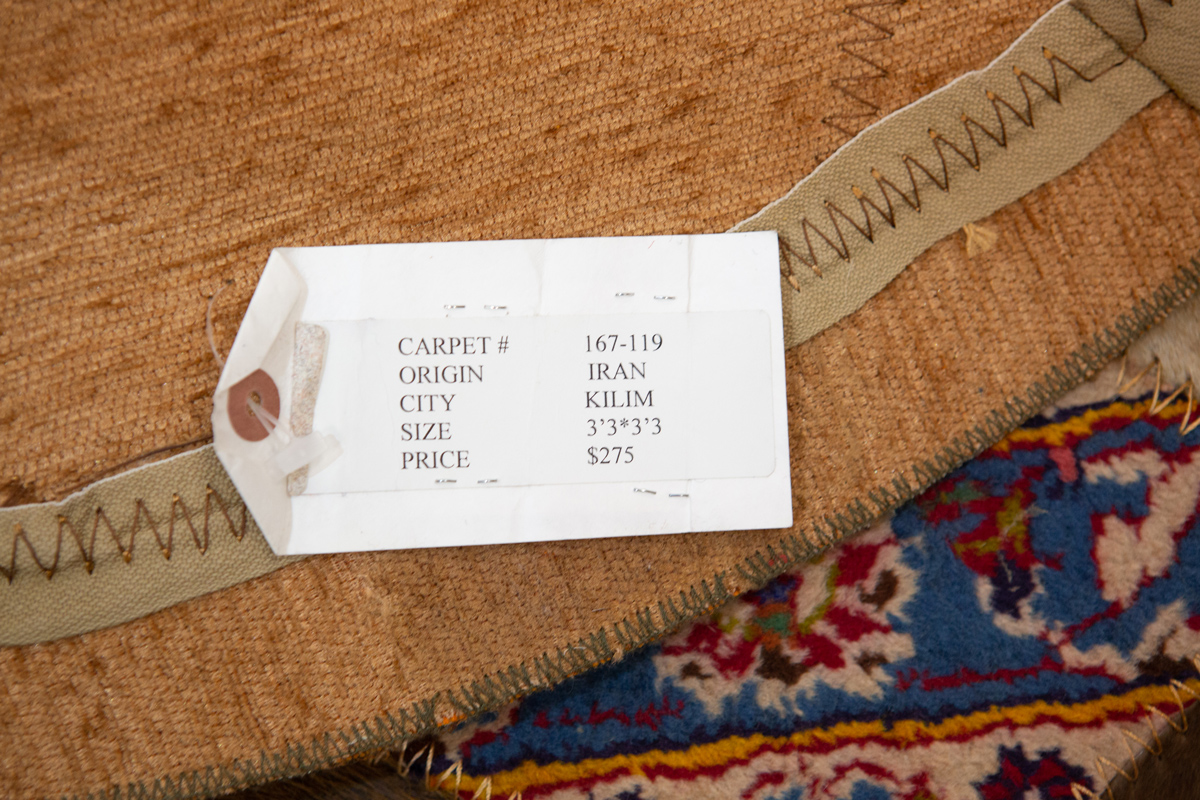 CARPET # 167-119
ORIGIN IRAN
CITY KILIM
SIZE 3’3*3’3
PRICE $275